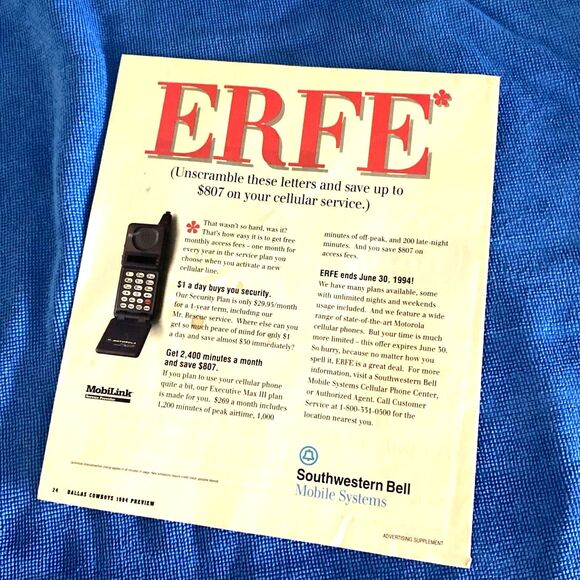 ERFE*
(Unscramble these letters and save up to
$807 on your cellular service.)
* That wasn't so hard, was it?
That's how easy it is to get free
monthly access fees – one month for
every year in the service plan you
choose when you activate a new
cellular line.
$1 a day buys you security.
Our Security Plan is only $29.95/month
for a 1-year term, including our
Mr. Rescue service. Where else can you
get so much peace of mind for only $1
a day and save almost $30 immediately?
Get 2,400 minutes a month
and save $807.
If you plan to use your cellular phone
quite a bit, our Executive Max III plan
is made for you. $269 a month includes
1,200 minutes of peak airtime, 1,000
minutes of off-peak, and 200 late-night
minutes. And you save $807 on
access fees.
ERFE ends June 30, 1994!
We have many plans available, some
with unlimited nights and weekends
usage included. And we feature a wide
range of state-of-the-art Motorola
cellular phones. But your time is much
more limited – this offer expires June 30.
So hurry, because no matter how you
spell it, ERFE is a great deal. For more
information, visit a Southwestern Bell
Mobile Systems Cellular Phone Center,
or Authorized Agent. Call Customer
Service at 1-800-331-0500 for the
location nearest you.
MOTOROLA
MobiLink
Service Provider
Southwestern Bell
Mobile Systems
24 DALLAS COWBOYS 1994 PREVIEW
ADVERTISING SUPPLEMENT